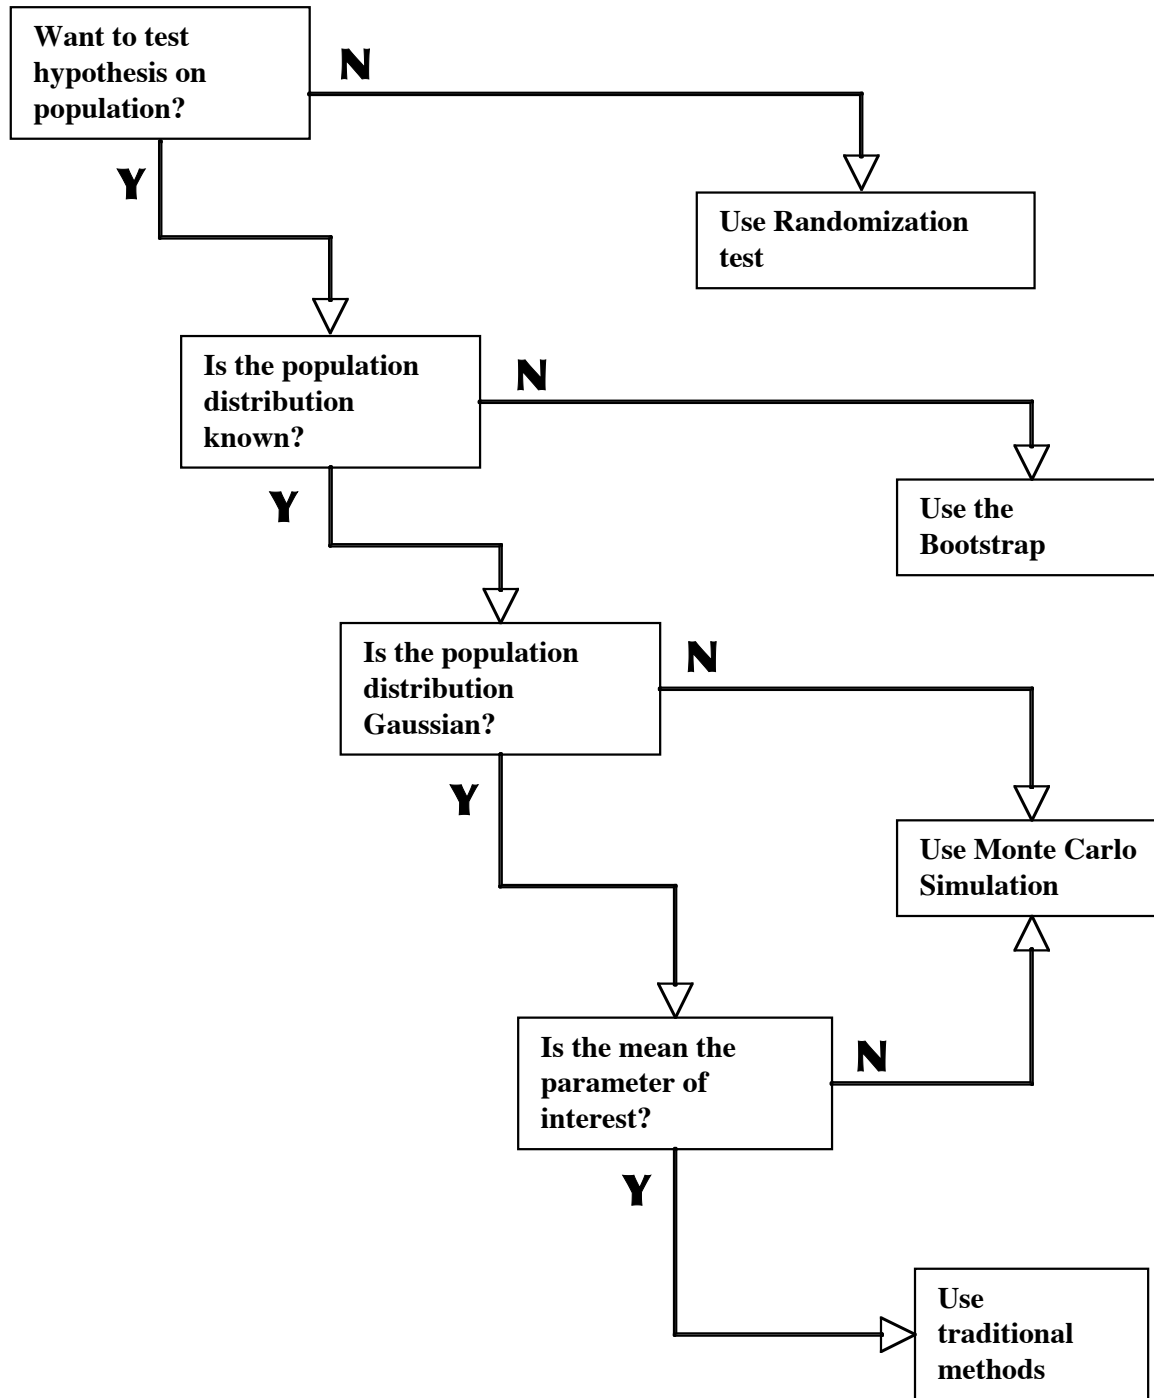 Want to test
hypothesis on
population?
N
Y
Use Randomization
test
Is the population
distribution
known?
N
Y
Use the
Bootstrap
Is the population
distribution
Gaussian?
N
Y
Use Monte Carlo
Simulation
Is the mean the
parameter of
interest?
N
Y
Use
traditional
methods